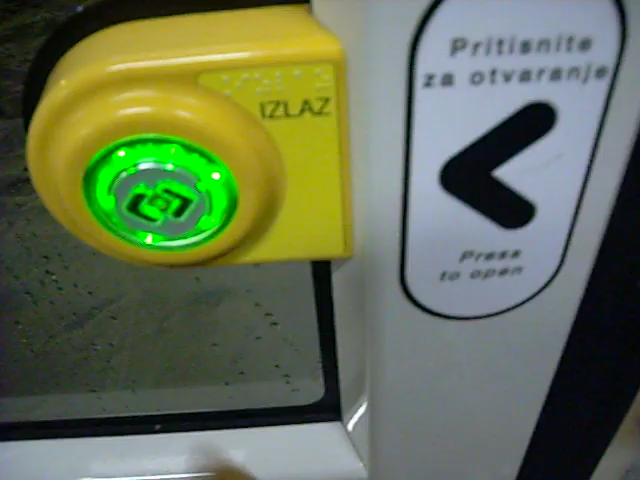 IZLAZ
Pritisnite
za otvaranje
Press
to open